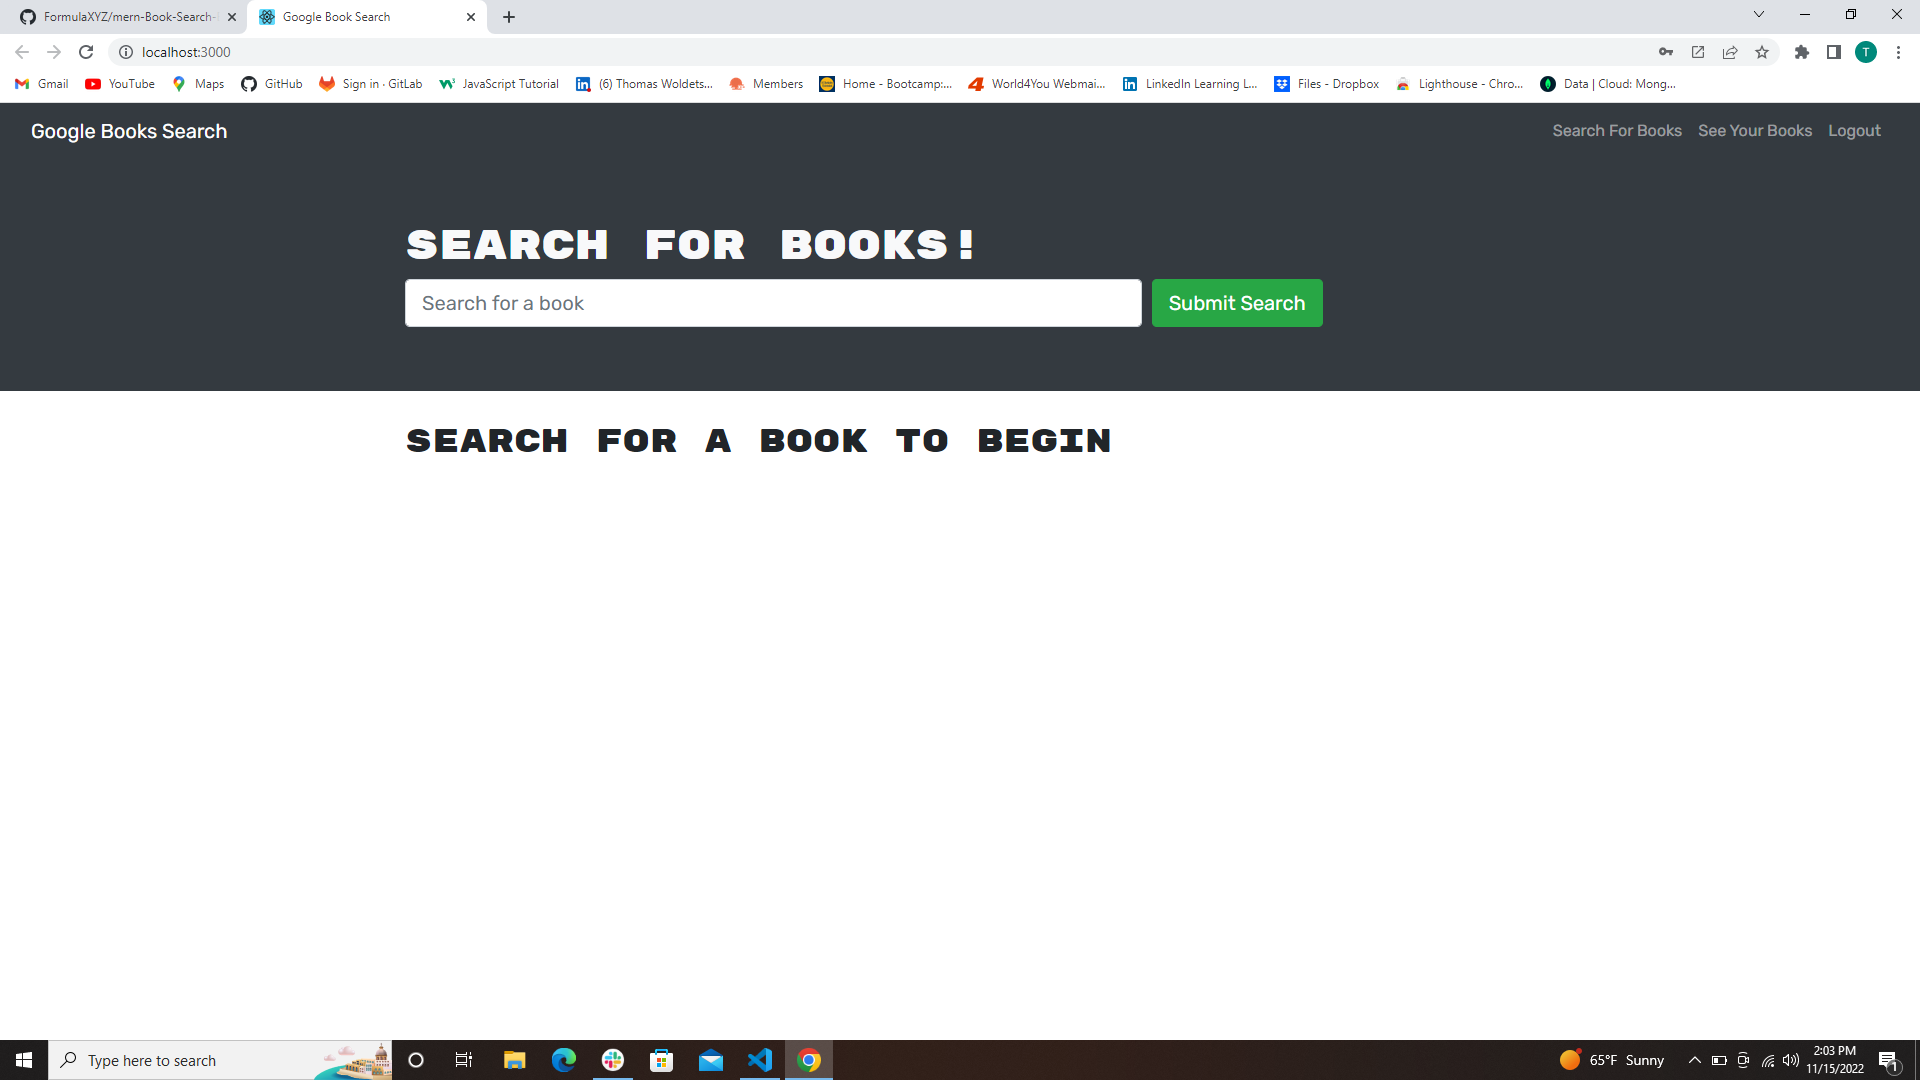 FormulaXYZ/mern-Book-Search-
Google Book Search
localhost:3000
T
Gmail
YouTube
Maps
GitHub
Sign in · GitLab
JavaScript Tutorial
(6) Thomas Woldets...
Members
Home - Bootcamp:...
World4You Webmai...
LinkedIn Learning L...
Files - Dropbox
Lighthouse - Chro...
Data | Cloud: Mong...
Google Books Search
Search For Books
See Your Books
Logout
SEARCH FOR BOOKS!
Search for a book
Submit Search
SEARCH FOR A BOOK TO BEGIN
Type here to search
65°F Sunny
2:03 PM
11/15/2022
1